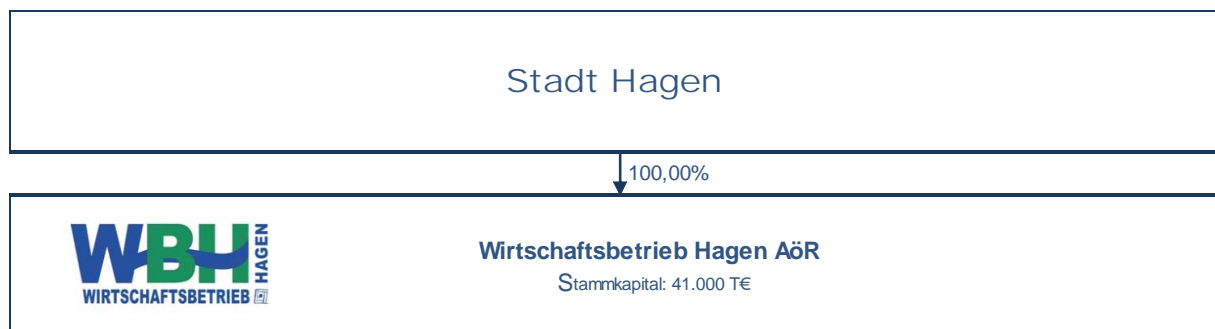 Stadt Hagen
100,00%
WBH HAGEN
WIRTSCHAFTSBETRIEB
Wirtschaftsbetrieb Hagen AöR
Stammkapital: 41.000 T€